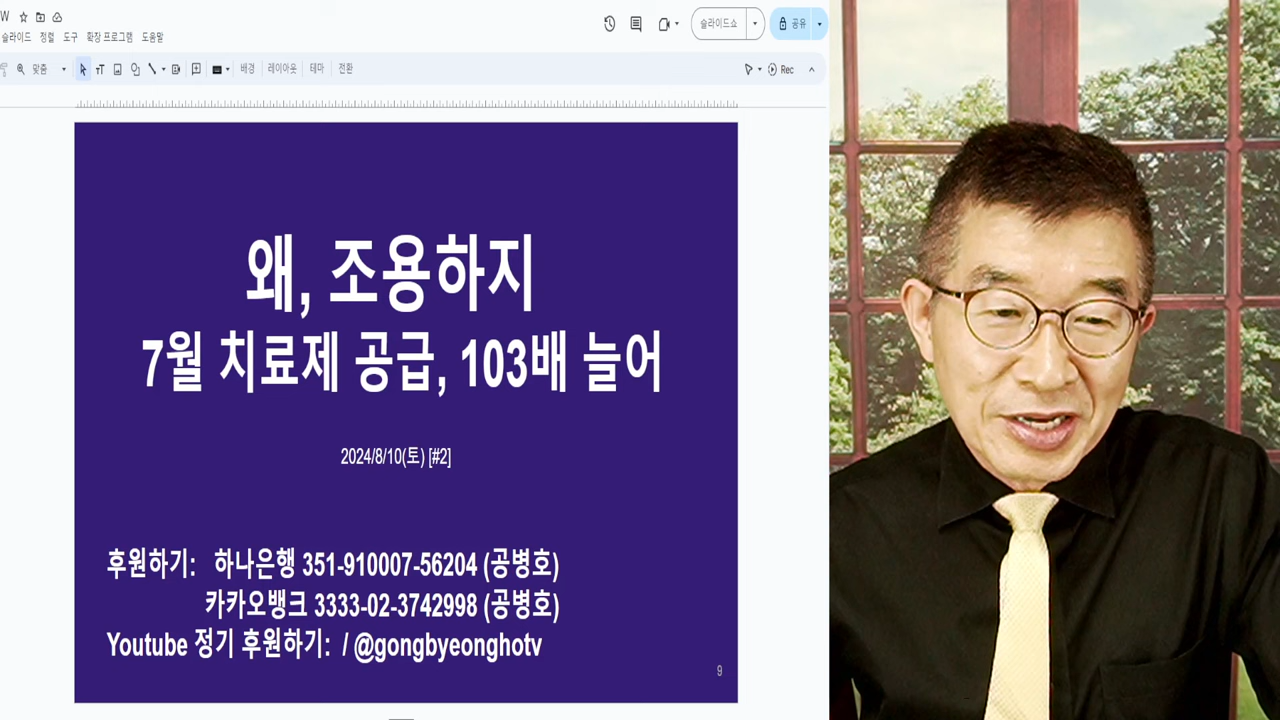 W
슬라이드 정렬 도구 확장 프로그램 도움말
슬라이드쇼
공유
맞춤
배경 레이아웃 테마 전환
Rec
왜, 조용하지
7월 치료제 공급, 103배 늘어
2024/8/10(토) [#2]
후원하기: 하나은행 351-910007-56204 (공병호)
카카오뱅크 3333-02-3742998 (공병호)
Youtube 정기 후원하기: / @gongbyeonghotv
9